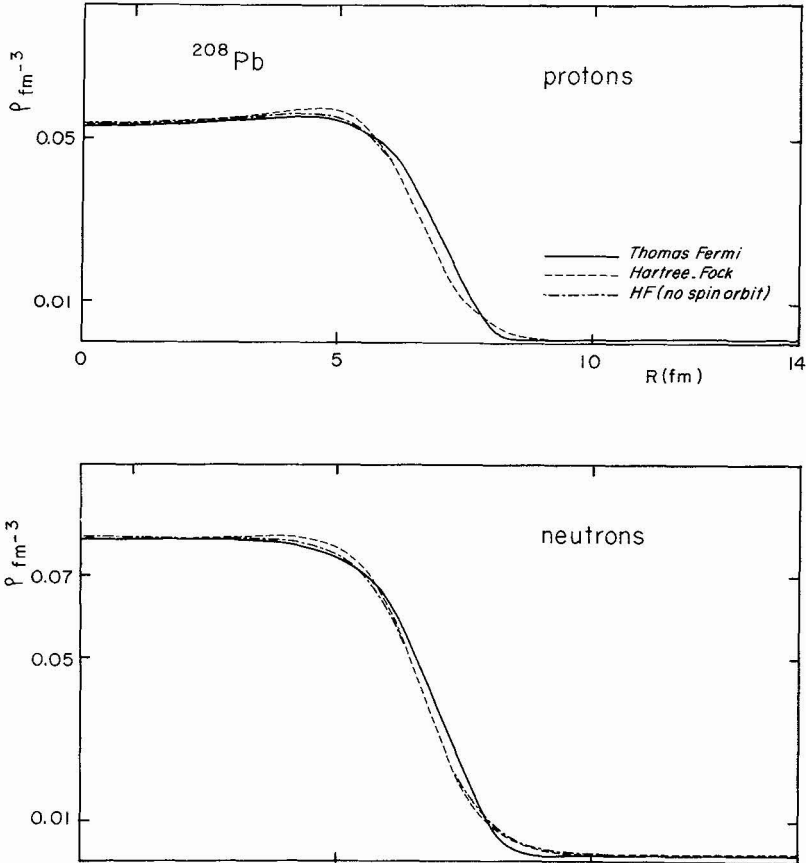 208Pb
protons
ρ fm-3
0.05
0.01
Thomas Fermi
Hartree-Fock
HF (no spin orbit)
0
5
10
14
R (fm)
neutrons
ρ fm-3
0.07
0.05
0.01